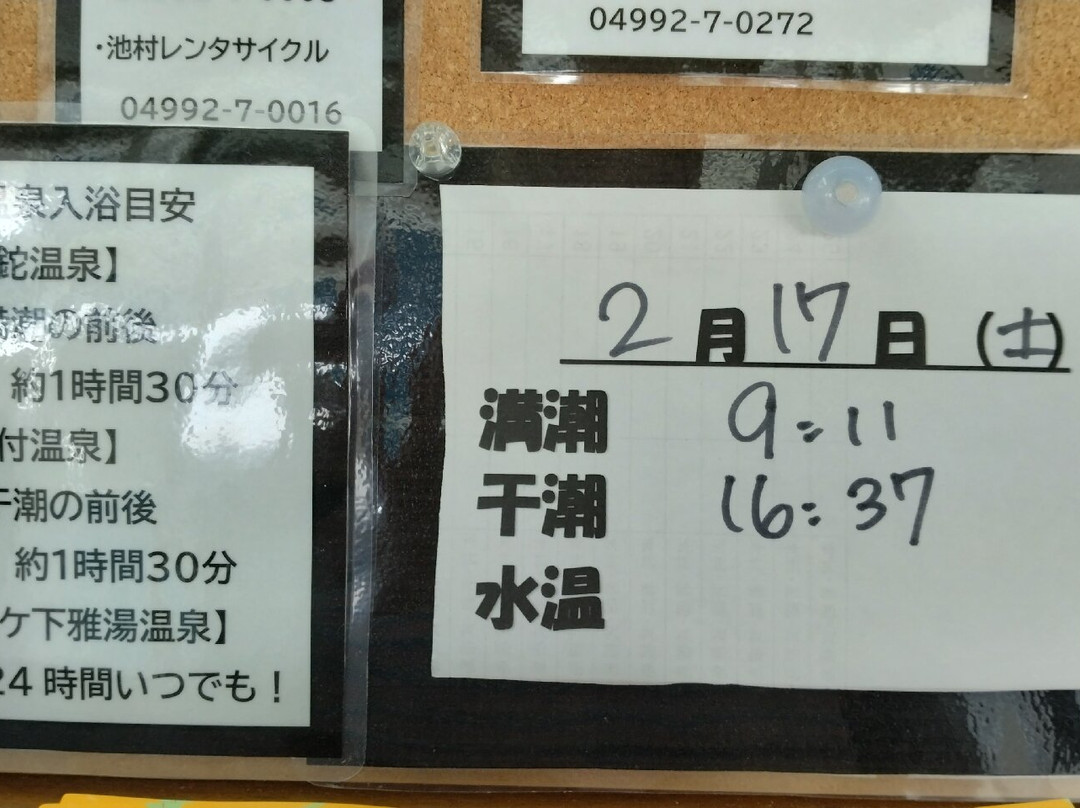 ・池村レンタサイクル
04992-7-0016
04992-7-0272
泉入浴目安
鉈温泉】
潮の前後
約1時間30分
付温泉】
干潮の前後
約1時間30分
ケ下雅湯温泉】
24時間いつでも！
2月17日(土)
満潮 9:11
干潮 16:37
水温